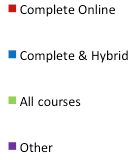 Complete Online
Complete & Hybrid
All courses
Other